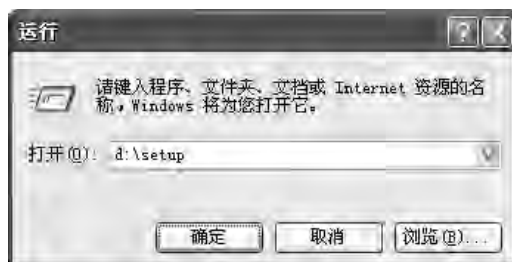 运行
请键入程序、文件夹、文档或 Internet 资源的名
称，Windows 将为您打开它。
打开(O): d:\setup
确定 取消 浏览(B)...